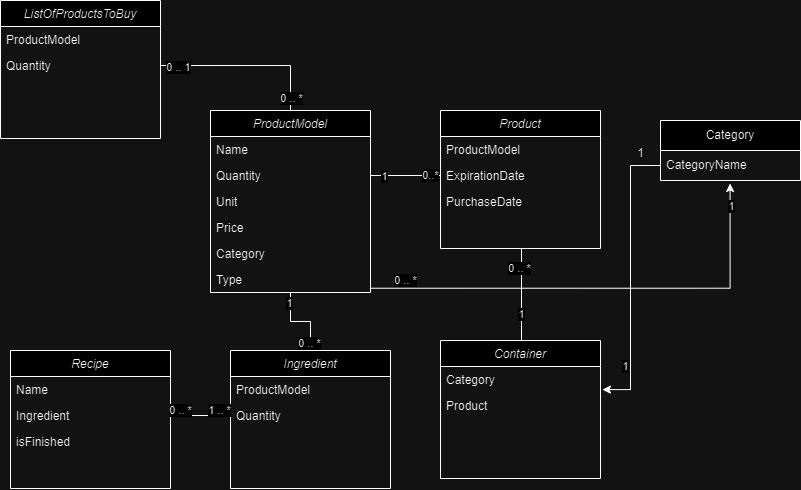 ListOfProductsToBuy
ProductModel
Quantity
0 .. 1
0 .. *
ProductModel
Name
Quantity
Unit
Price
Category
Type
1
0..*
Product
ProductModel
ExpirationDate
PurchaseDate
Category
CategoryName
1
1
0 .. *
0 .. *
1
1
1
0 .. *
Recipe
Name
Ingredient
isFinished
0 .. *
1 .. *
Ingredient
ProductModel
Quantity
Container
Category
Product